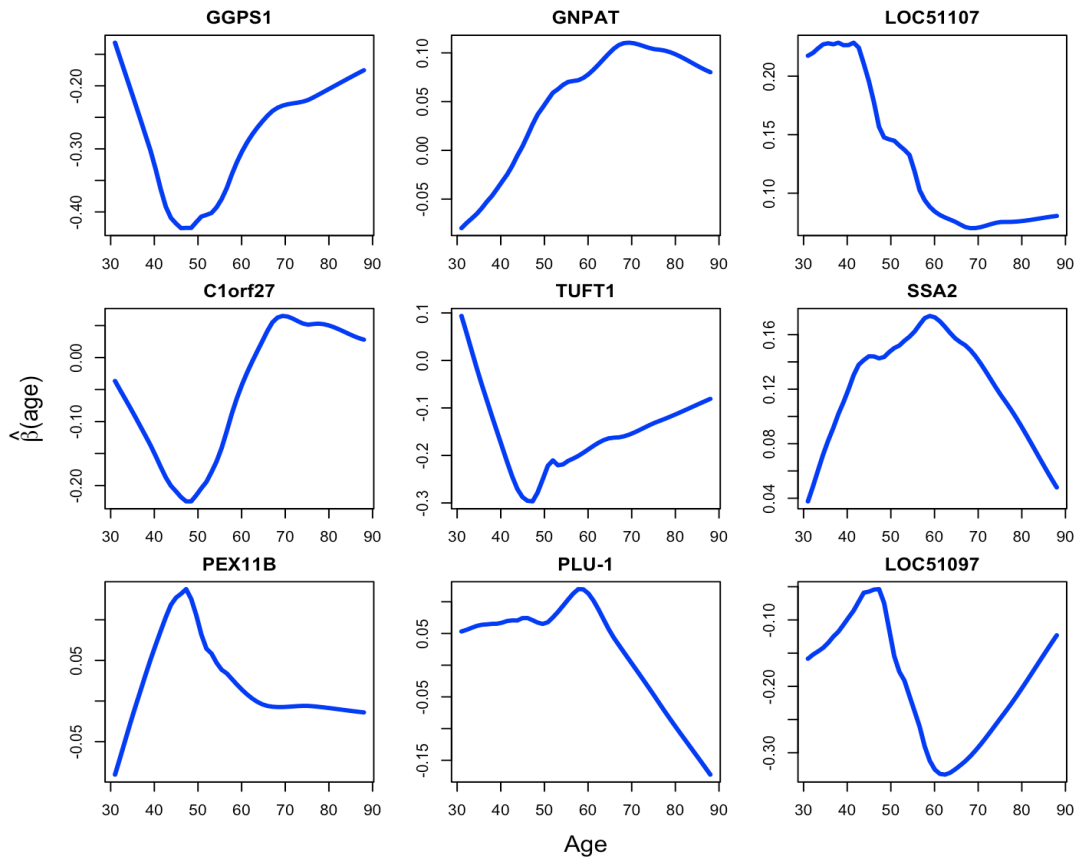 GGPS1 GNPAT LOC51107
-0.20
-0.30
-0.40
30 40 50 60 70 80 90
0.10
0.05
0.00
-0.05
30 40 50 60 70 80 90
0.20
0.15
0.10
30 40 50 60 70 80 90
C1orf27 TUFT1 SSA2
0.00
-0.10
-0.20
30 40 50 60 70 80 90
0.1
0.0
-0.1
-0.2
-0.3
30 40 50 60 70 80 90
0.16
0.12
0.08
0.04
30 40 50 60 70 80 90
PEX11B PLU-1 LOC51097
0.05
-0.05
30 40 50 60 70 80 90
0.05
-0.05
-0.15
30 40 50 60 70 80 90
-0.10
-0.20
-0.30
30 40 50 60 70 80 90
β̂(age)
Age